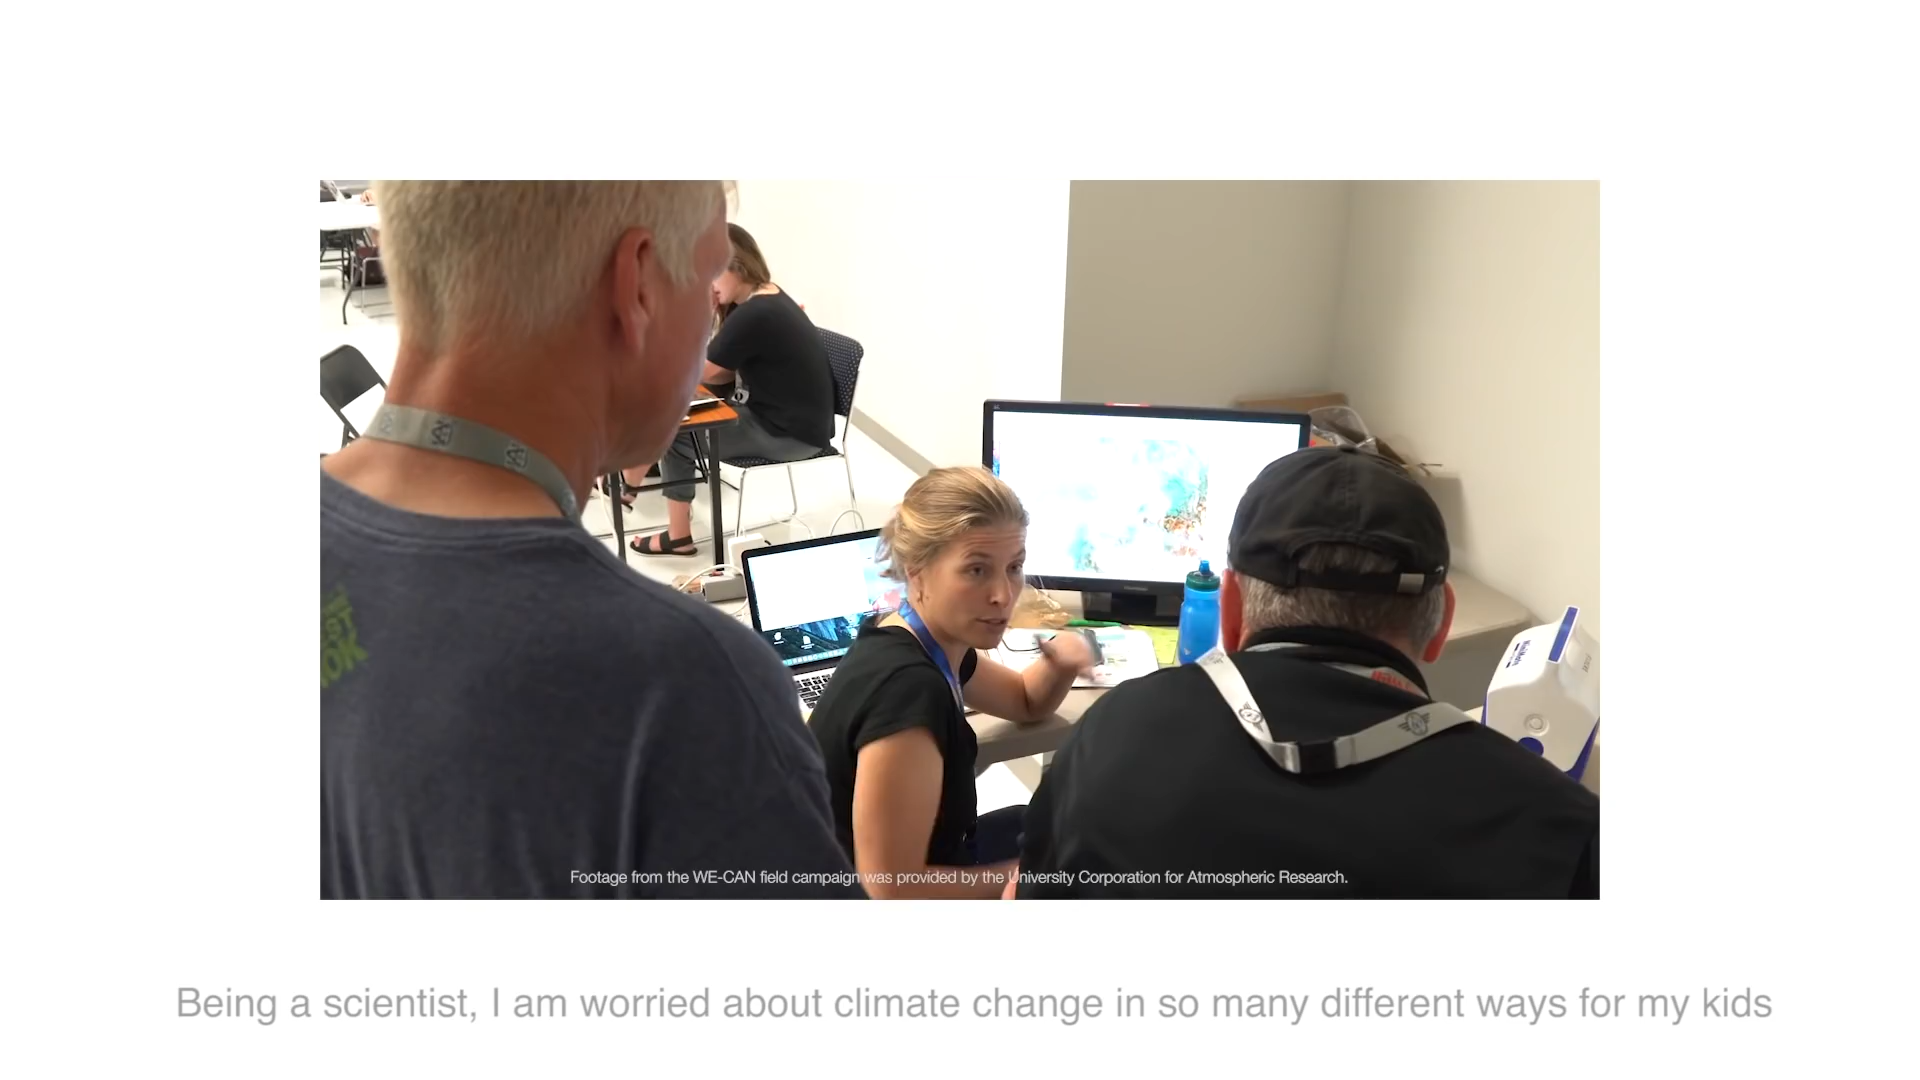 Footage from the WE-CAN field campaign was provided by the University Corporation for Atmospheric Research.
Being a scientist, I am worried about climate change in so many different ways for my kids